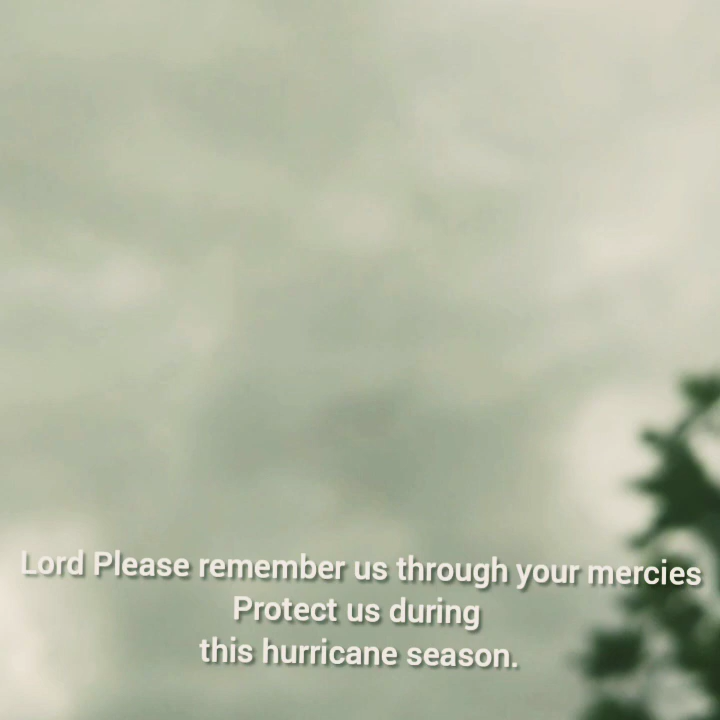 Lord Please remember us through your mercies
Protect us during
this hurricane season.